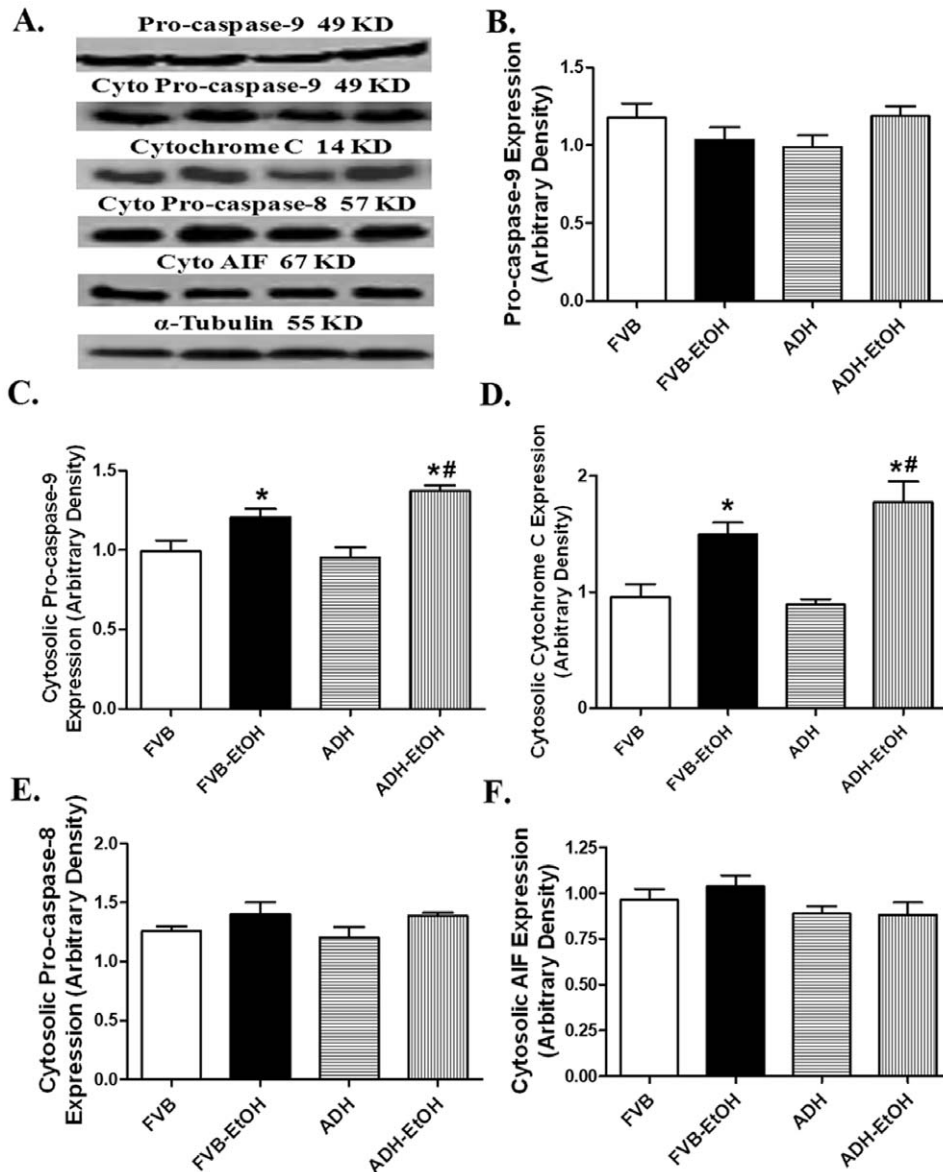 A.
Pro-caspase-9 49 KD
Cyto Pro-caspase-9 49 KD
Cytochrome C 14 KD
Cyto Pro-caspase-8 57 KD
Cyto AIF 67 KD
α-Tubulin 55 KD
B.
Pro-caspase-9 Expression
(Arbitrary Density)
1.5
1.0
0.5
0.0
FVB
FVB-EtOH
ADH
ADH-EtOH
C.
Cytosolic Pro-caspase-9
Expression (Arbitrary Density)
1.5
1.0
0.5
0.0
*
*#
FVB
FVB-EtOH
ADH
ADH-EtOH
D.
Cytosolic Cytochrome C Expression
(Arbitrary Density)
2
1
0
*
*#
FVB
FVB-EtOH
ADH
ADH-EtOH
E.
Cytosolic Pro-caspase-8
Expression (Arbitrary Density)
2.0
1.5
1.0
0.5
0.0
FVB
FVB-EtOH
ADH
ADH-EtOH
F.
Cytosolic AIF Expression
(Arbitrary Density)
1.25
1.00
0.75
0.50
0.25
0.00
FVB
FVB-EtOH
ADH
ADH-EtOH